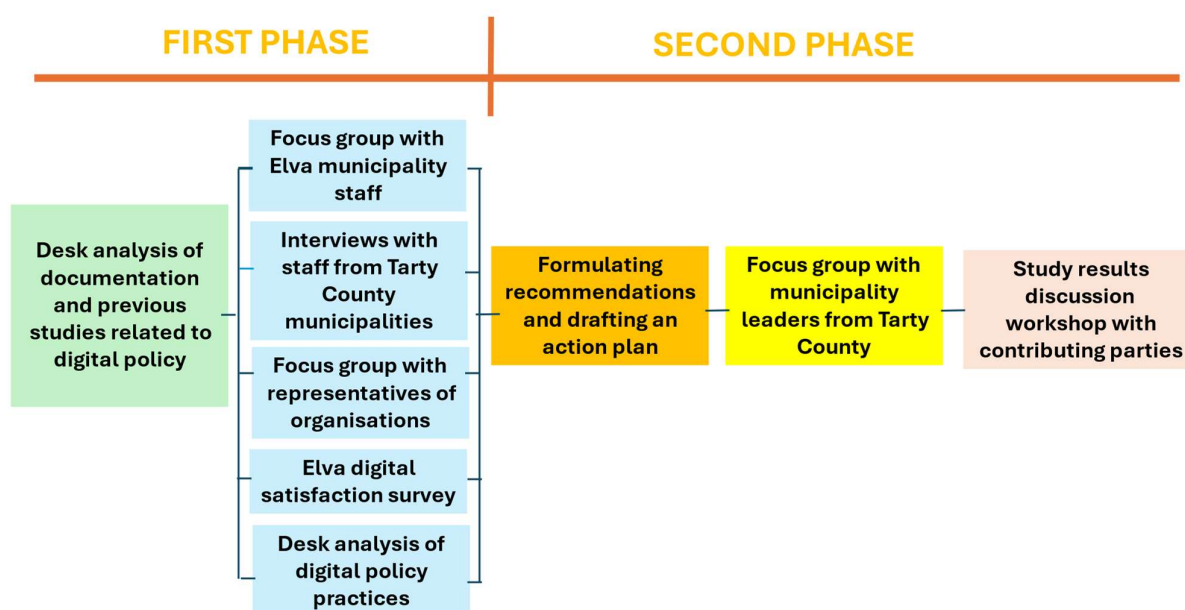 FIRST PHASE
SECOND PHASE
Desk analysis of
documentation
and previous
studies related to
digital policy
Focus group with
Elva municipality
staff
Interviews with
staff from Tarty
County
municipalities
Focus group with
representatives of
organisations
Elva digital
satisfaction survey
Desk analysis of
digital policy
practices
Formulating
recommendations
and drafting an
action plan
Focus group with
municipality
leaders from Tarty
County
Study results
discussion
workshop with
contributing parties